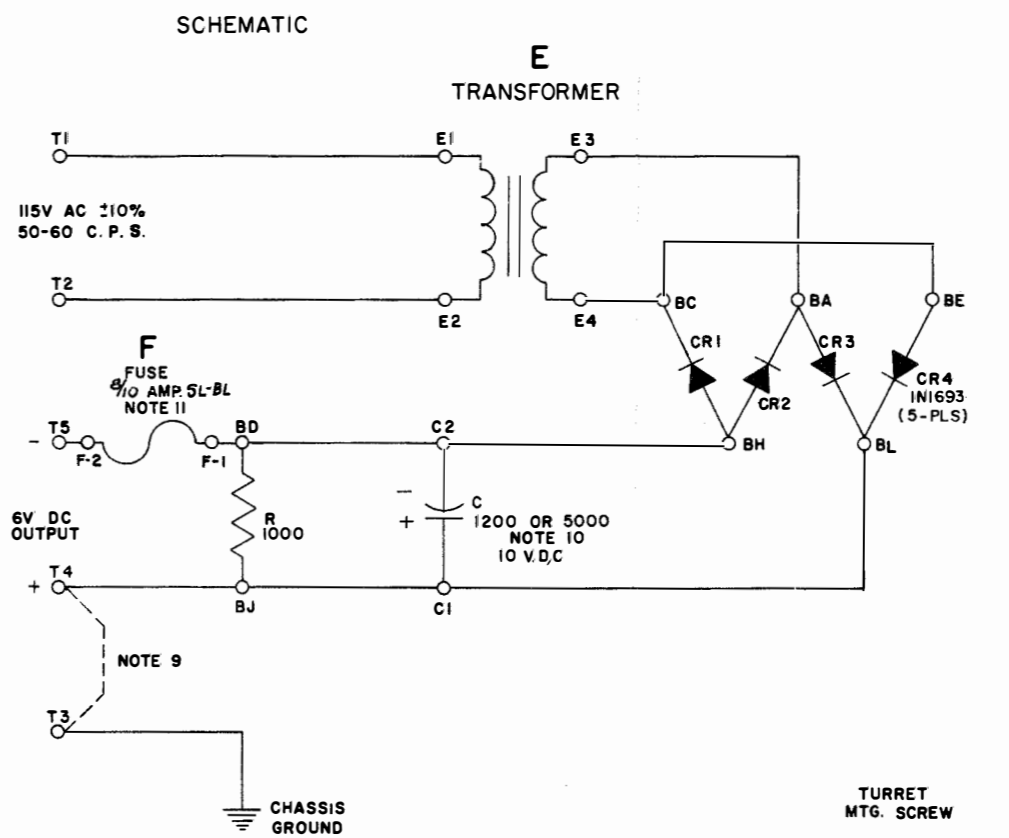 SCHEMATIC
E
TRANSFORMER
T1
E1
E3
115V AC ±10%
50-60 C. P. S.
T2
E2
E4
BC
BA
BE
CR1
CR3
CR2
CR4
1N1693
(5-PLS)
F
FUSE
8/10 AMP. SL-BL
NOTE 11
- T5
F-2
F-1
BD
C2
BH
BL
6V DC
OUTPUT
R
1000
-
+
C
1200 OR 5000
NOTE 10
10 V.D,C
+ T4
BJ
C1
NOTE 9
T3
CHASSIS
GROUND
TURRET
MTG. SCREW